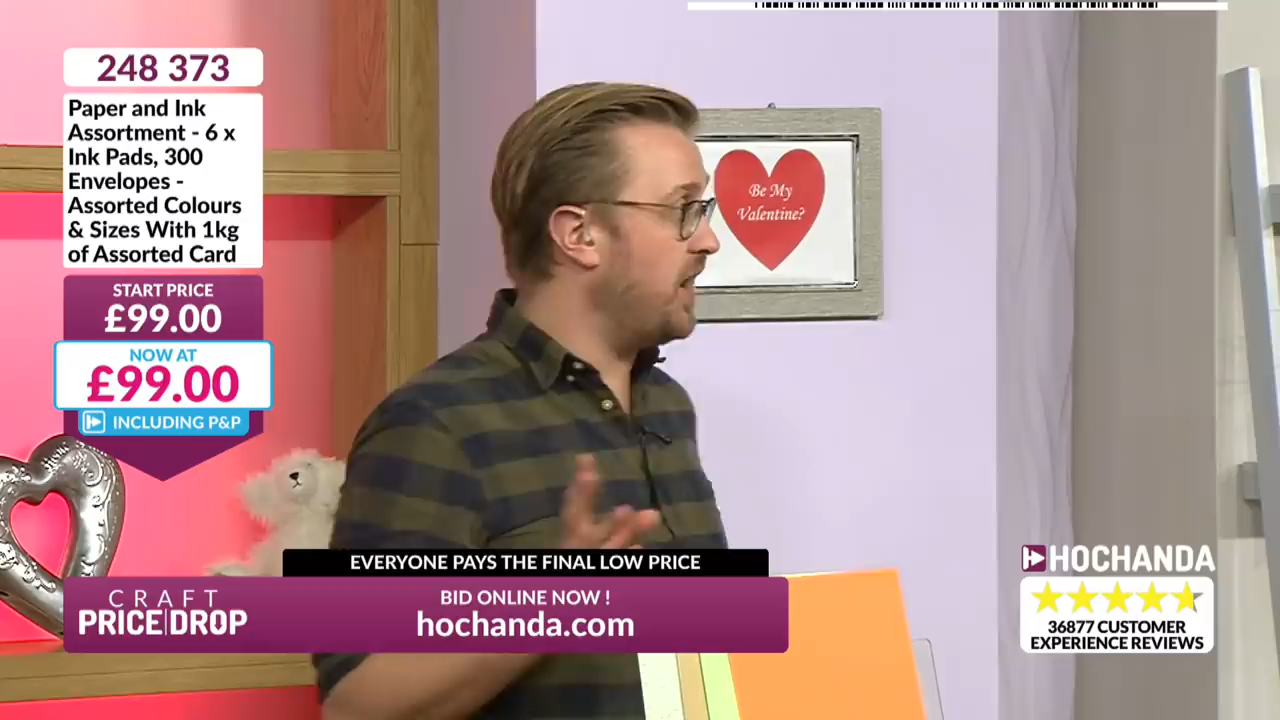 248 373
Paper and Ink
Assortment - 6 x
Ink Pads, 300
Envelopes -
Assorted Colours
& Sizes With 1kg
of Assorted Card
START PRICE
£99.00
NOW AT
£99.00
INCLUDING P&P
Be My
Valentine?
EVERYONE PAYS THE FINAL LOW PRICE
CRAFT
PRICE DROP
BID ONLINE NOW !
hochanda.com
HOCHANDA
36877 CUSTOMER
EXPERIENCE REVIEWS